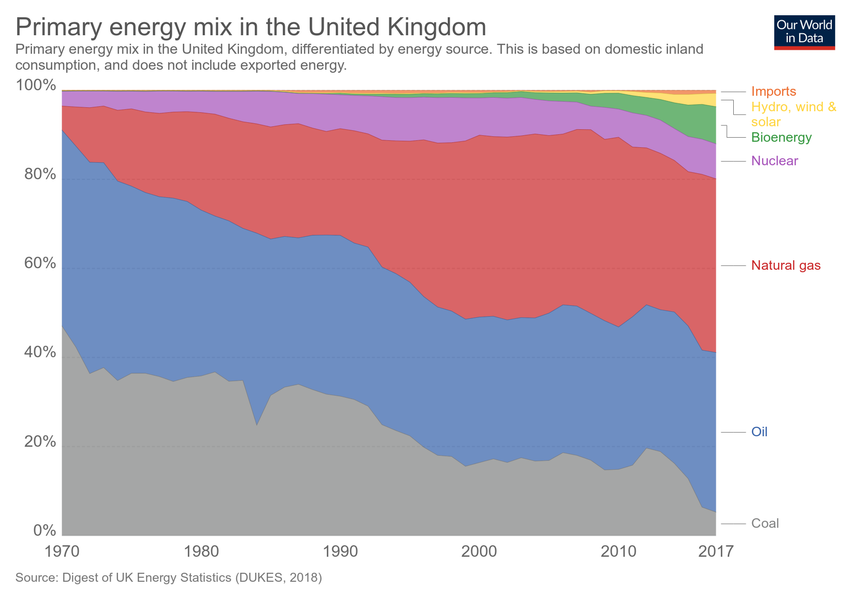 Primary energy mix in the United Kingdom
Our World
in Data
Primary energy mix in the United Kingdom, differentiated by energy source. This is based on domestic inland
consumption, and does not include exported energy.
100%
80%
60%
40%
20%
0%
Imports
Hydro, wind &
solar
Bioenergy
Nuclear
Natural gas
Oil
Coal
1970
1980
1990
2000
2010
2017
Source: Digest of UK Energy Statistics (DUKES, 2018)